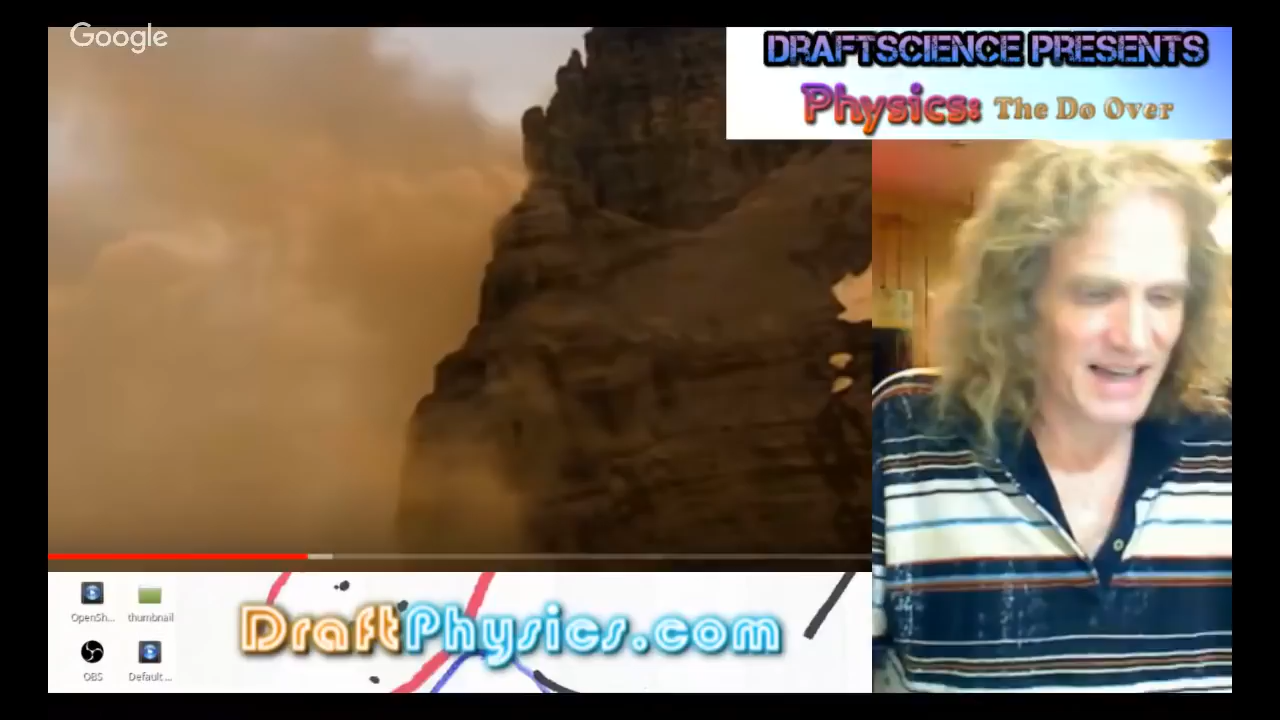 Google
DRAFTSCIENCE PRESENTS
Physics: The Do Over
OpenSh... thumbnail
DraftPhysics.com
OBS Default ...